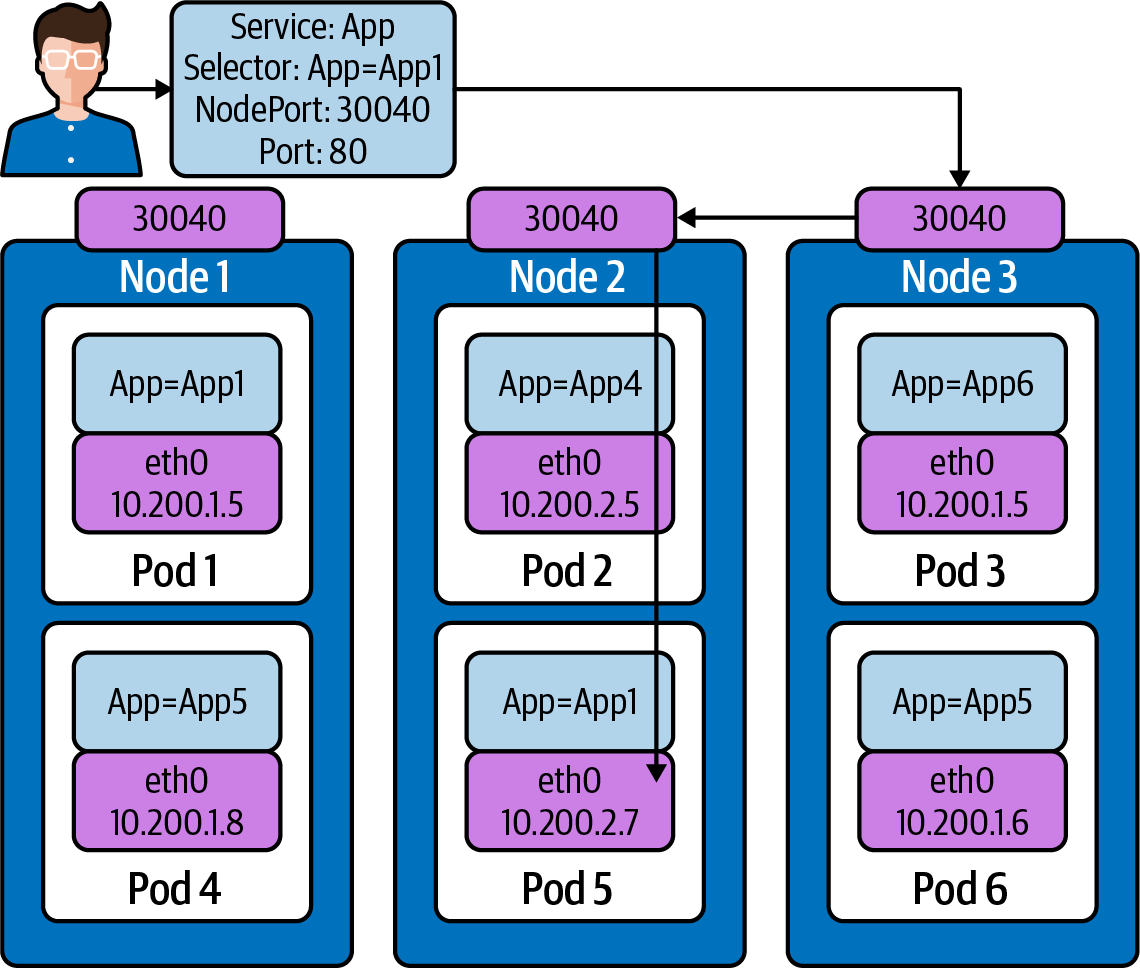 Service: App
Selector: App=App1
NodePort: 30040
Port: 80
30040
30040
30040
Node 1
Node 2
Node 3
App=App1
App=App4
App=App6
eth0
10.200.1.5
eth0
10.200.2.5
eth0
10.200.1.5
Pod 1
Pod 2
Pod 3
App=App5
App=App1
App=App5
eth0
10.200.1.8
eth0
10.200.2.7
eth0
10.200.1.6
Pod 4
Pod 5
Pod 6